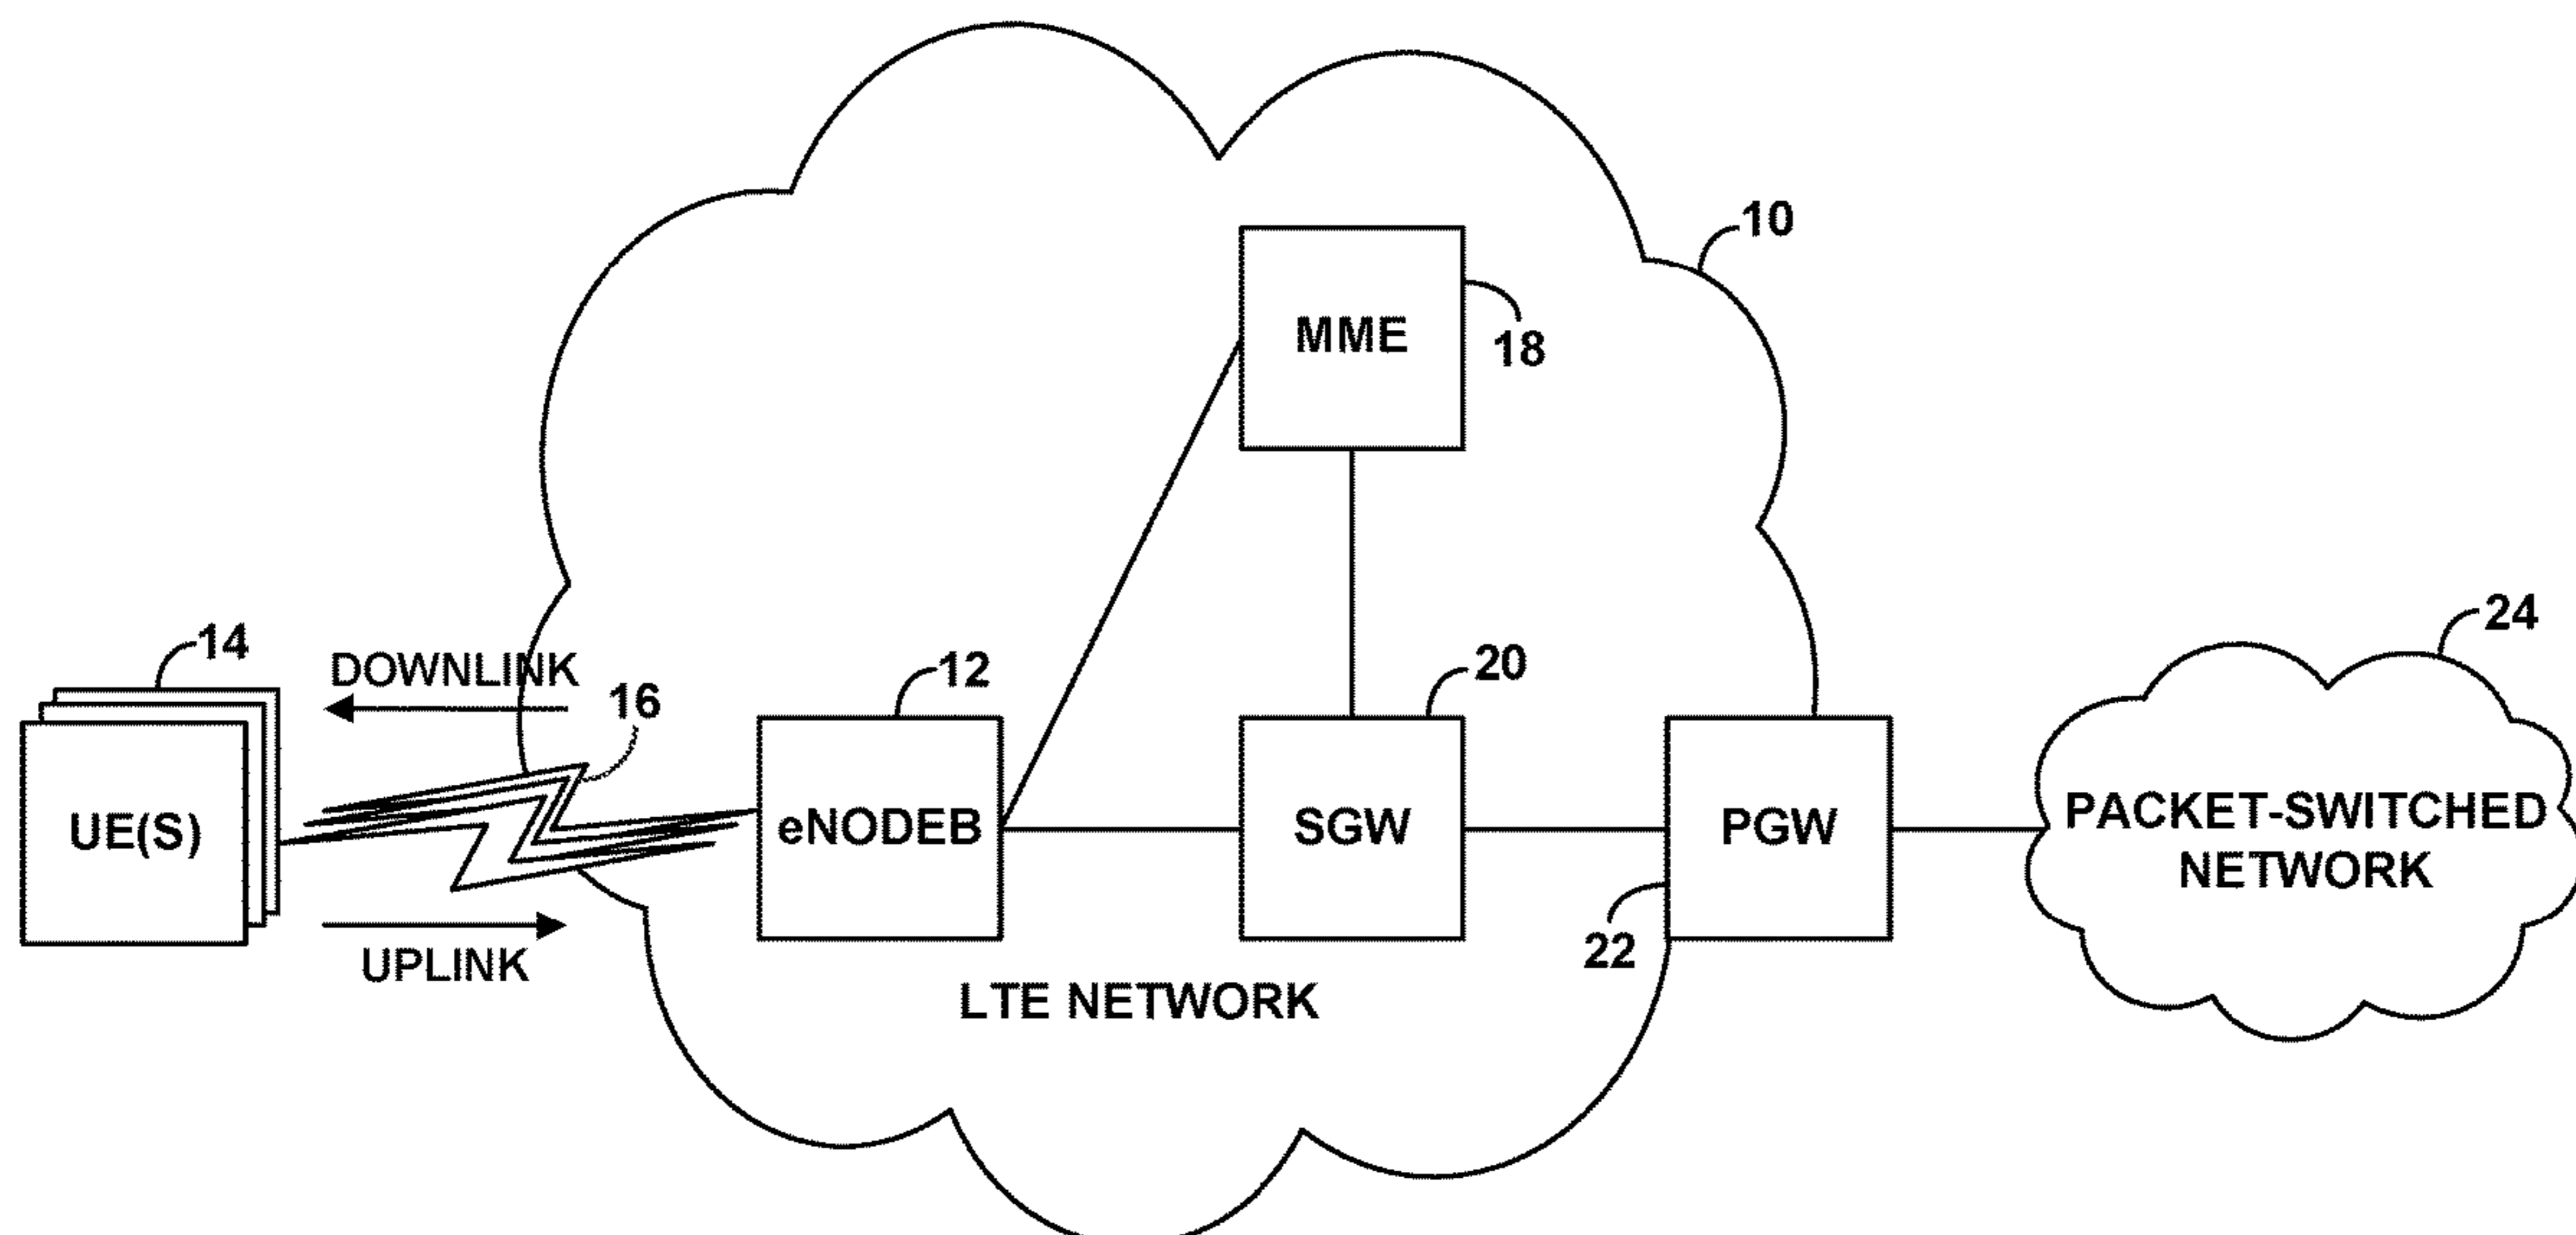 10
MME
18
14
DOWNLINK
16
12
20
24
UE(S)
eNODEB
SGW
PGW
PACKET-SWITCHED
NETWORK
22
UPLINK
LTE NETWORK